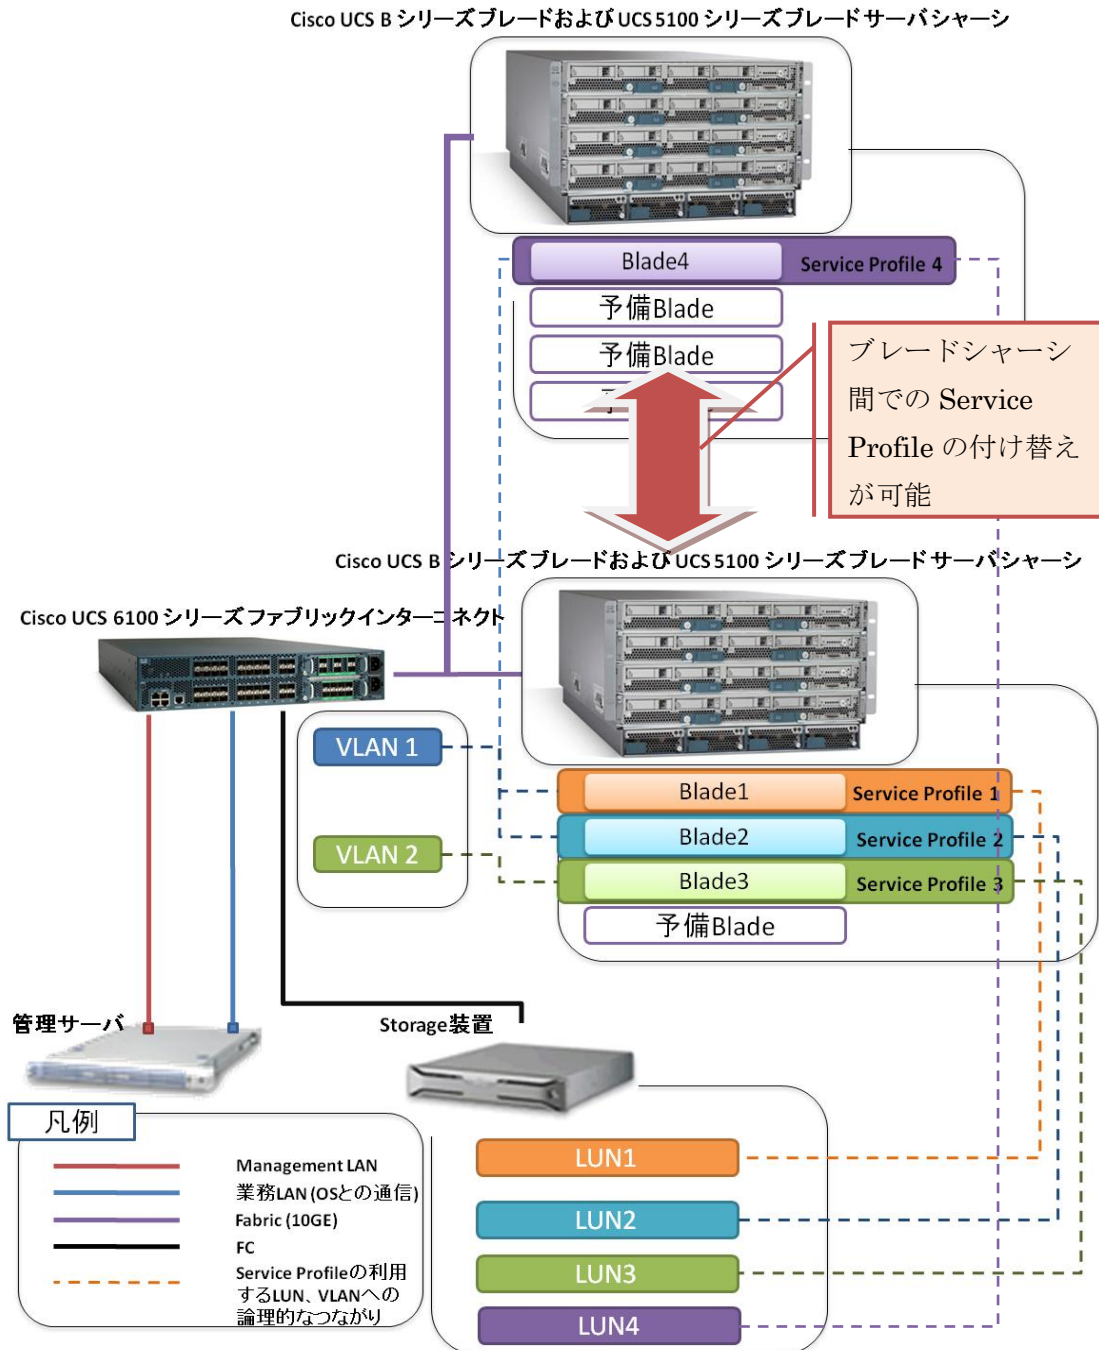 Cisco UCS B シリーズブレードおよびUCS 5100 シリーズブレード サーバシャーシ
Blade4
Service Profile 4
予備Blade
予備Blade
ブレードシャーシ
間での Service
Profile の付け替え
が可能
Cisco UCS B シリーズブレードおよびUCS 5100 シリーズブレード サーバシャーシ
Cisco UCS 6100 シリーズファブリックインターコネクト
VLAN 1
VLAN 2
Blade1
Service Profile 1
Blade2
Service Profile 2
Blade3
Service Profile 3
予備Blade
管理サーバ
Storage装置
凡例
Management LAN
業務LAN (OSとの通信)
Fabric (10GE)
FC
Service Profileの利用
するLUN、VLANへの
論理的なつながり
LUN1
LUN2
LUN3
LUN4